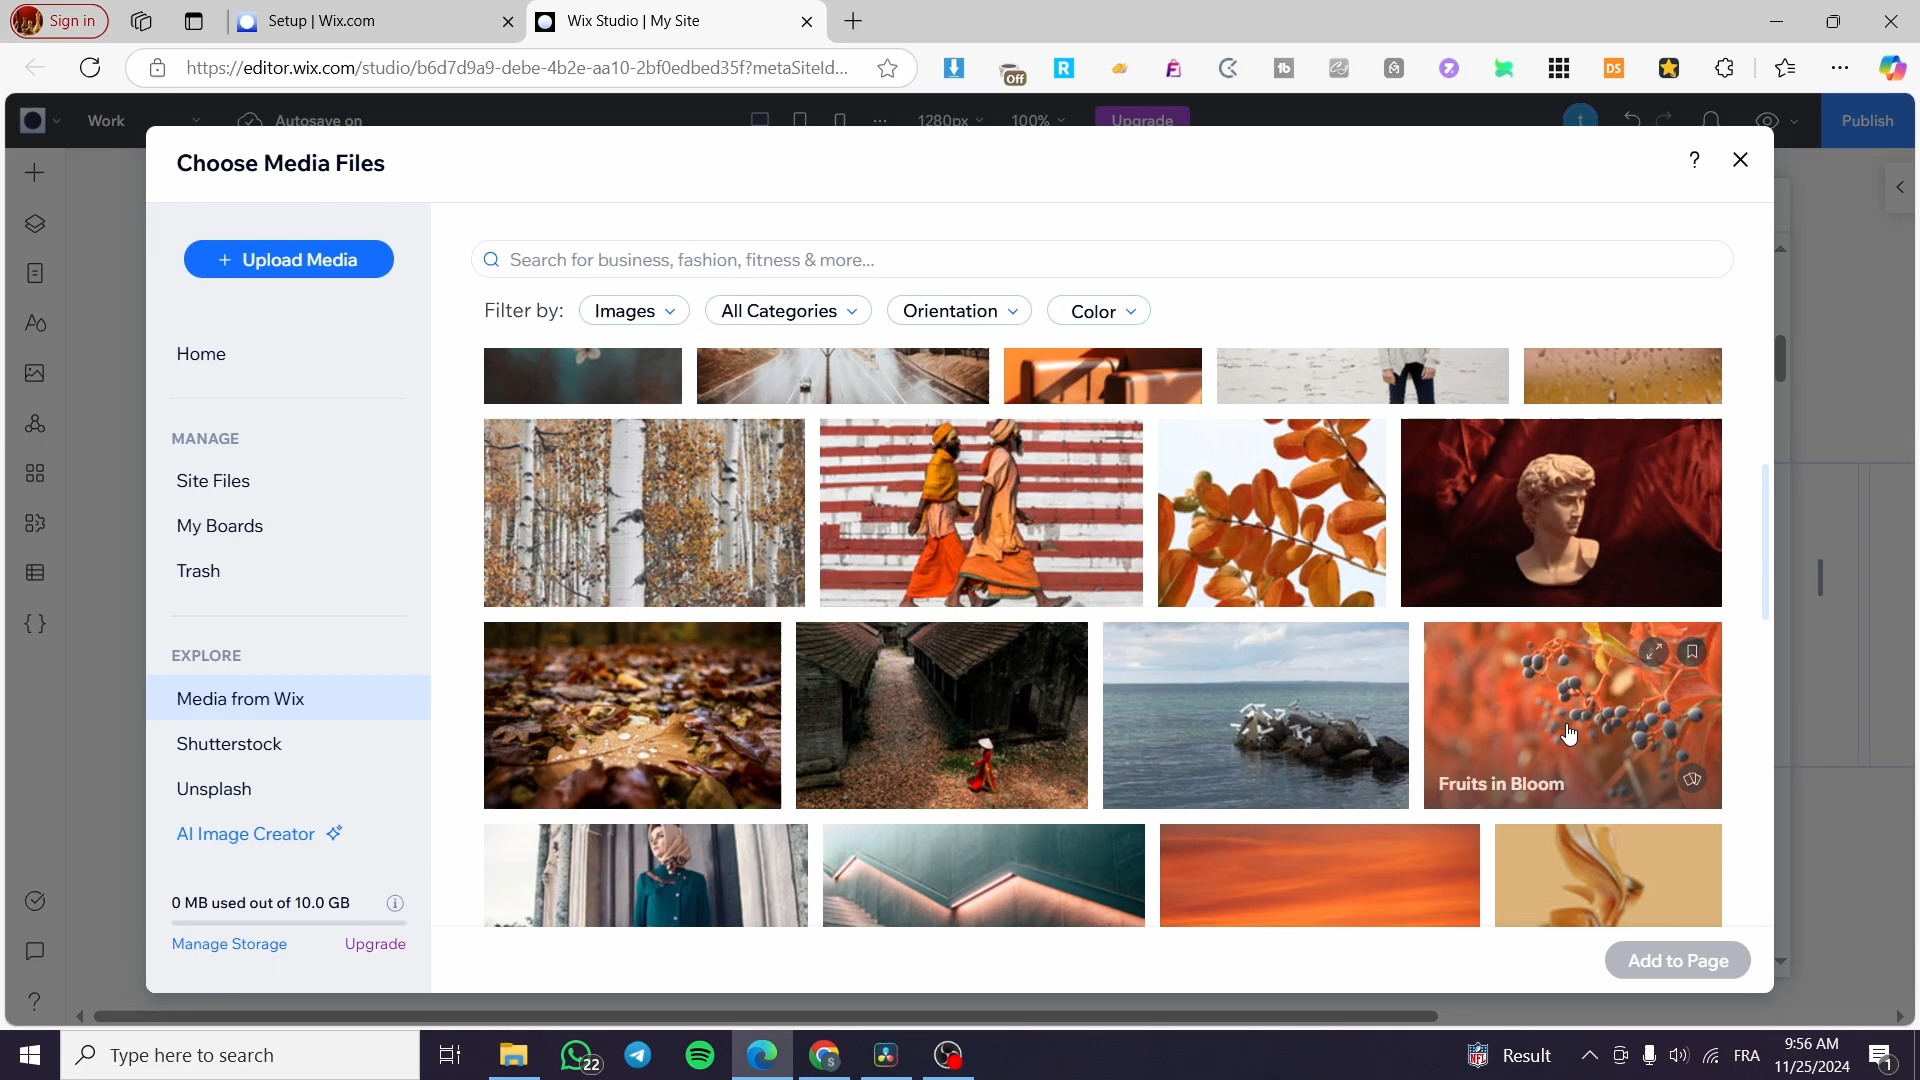 Sign in
Setup | Wix.com
Wix Studio | My Site
https://editor.wix.com/studio/b6d7d9a9-debe-4b2e-aa10-2bf0edbed35f?metaSiteId...
Off
R
tb
DS
Work
Autosave on
1280px
100%
Upgrade
t
Publish
Choose Media Files
?
+ Upload Media
Search for business, fashion, fitness & more...
Filter by:
Images
All Categories
Orientation
Color
Home
MANAGE
Site Files
My Boards
Trash
EXPLORE
Media from Wix
Shutterstock
Unsplash
AI Image Creator
Fruits in Bloom
0 MB used out of 10.0 GB
Manage Storage
Upgrade
Add to Page
Type here to search
22
S
Result
FRA
9:56 AM
11/25/2024
1